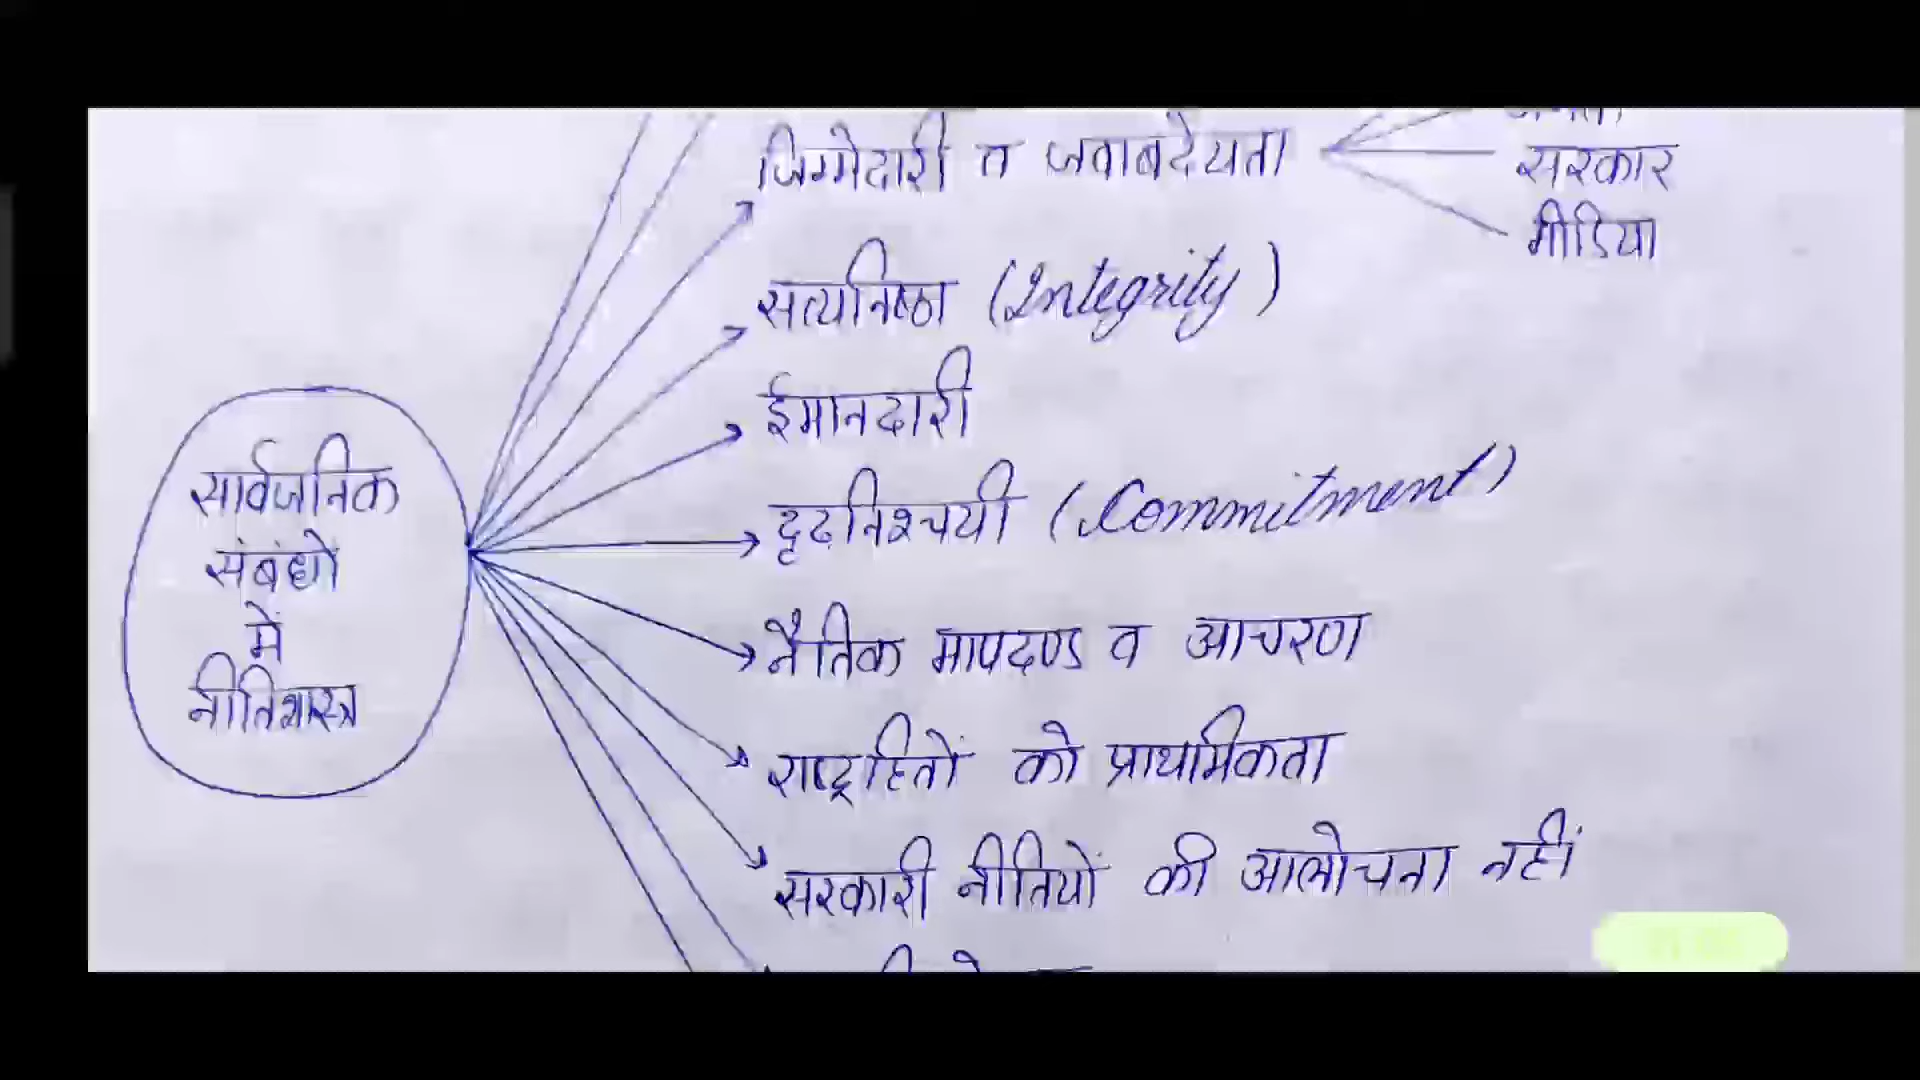 जिम्मेदारी व जवाबदेयता
सरकार
मीडिया
सत्यनिष्ठा (Integrity)
ईमानदारी
दृढनिश्चयी (Commitment)
सार्वजनिक
संबंधो
में
नीतिशास्त्र
नैतिक मापदण्ड व आचरण
राष्ट्रहितों को प्राथमिकता
सरकारी नीतियों की आलोचना नहीं